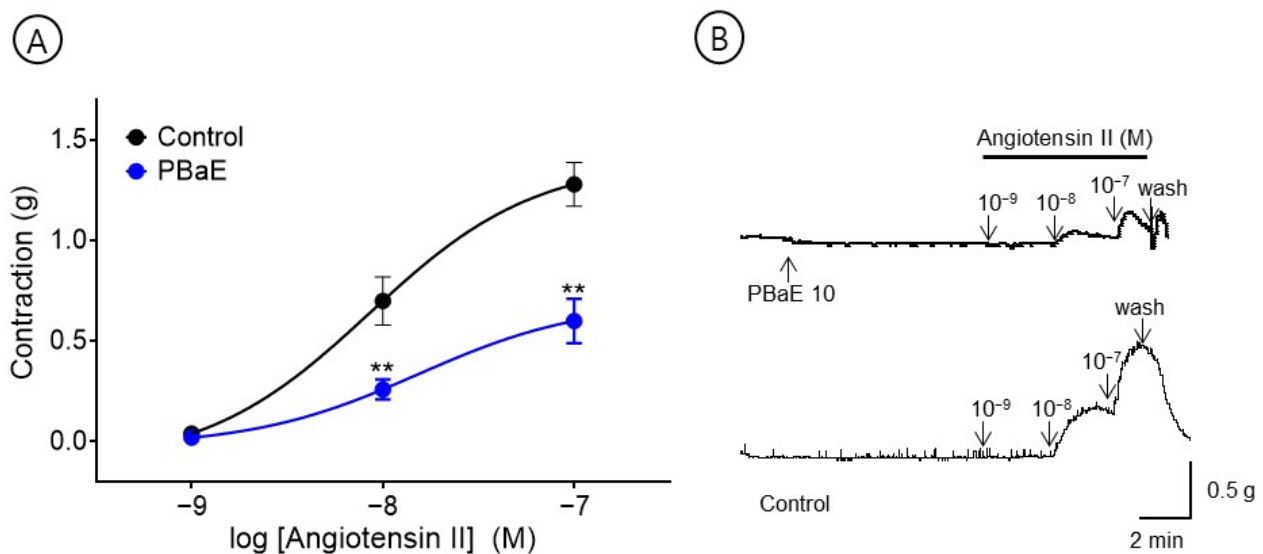 A
Control
PBaE
Contraction (g)
1.5
1.0
0.5
0.0
**
**
−9
−8
−7
log [Angiotensin II] (M)
B
Angiotensin II (M)
10⁻⁹
10⁻⁸
10⁻⁷
wash
PBaE 10
wash
10⁻⁷
10⁻⁹
10⁻⁸
Control
0.5 g
2 min